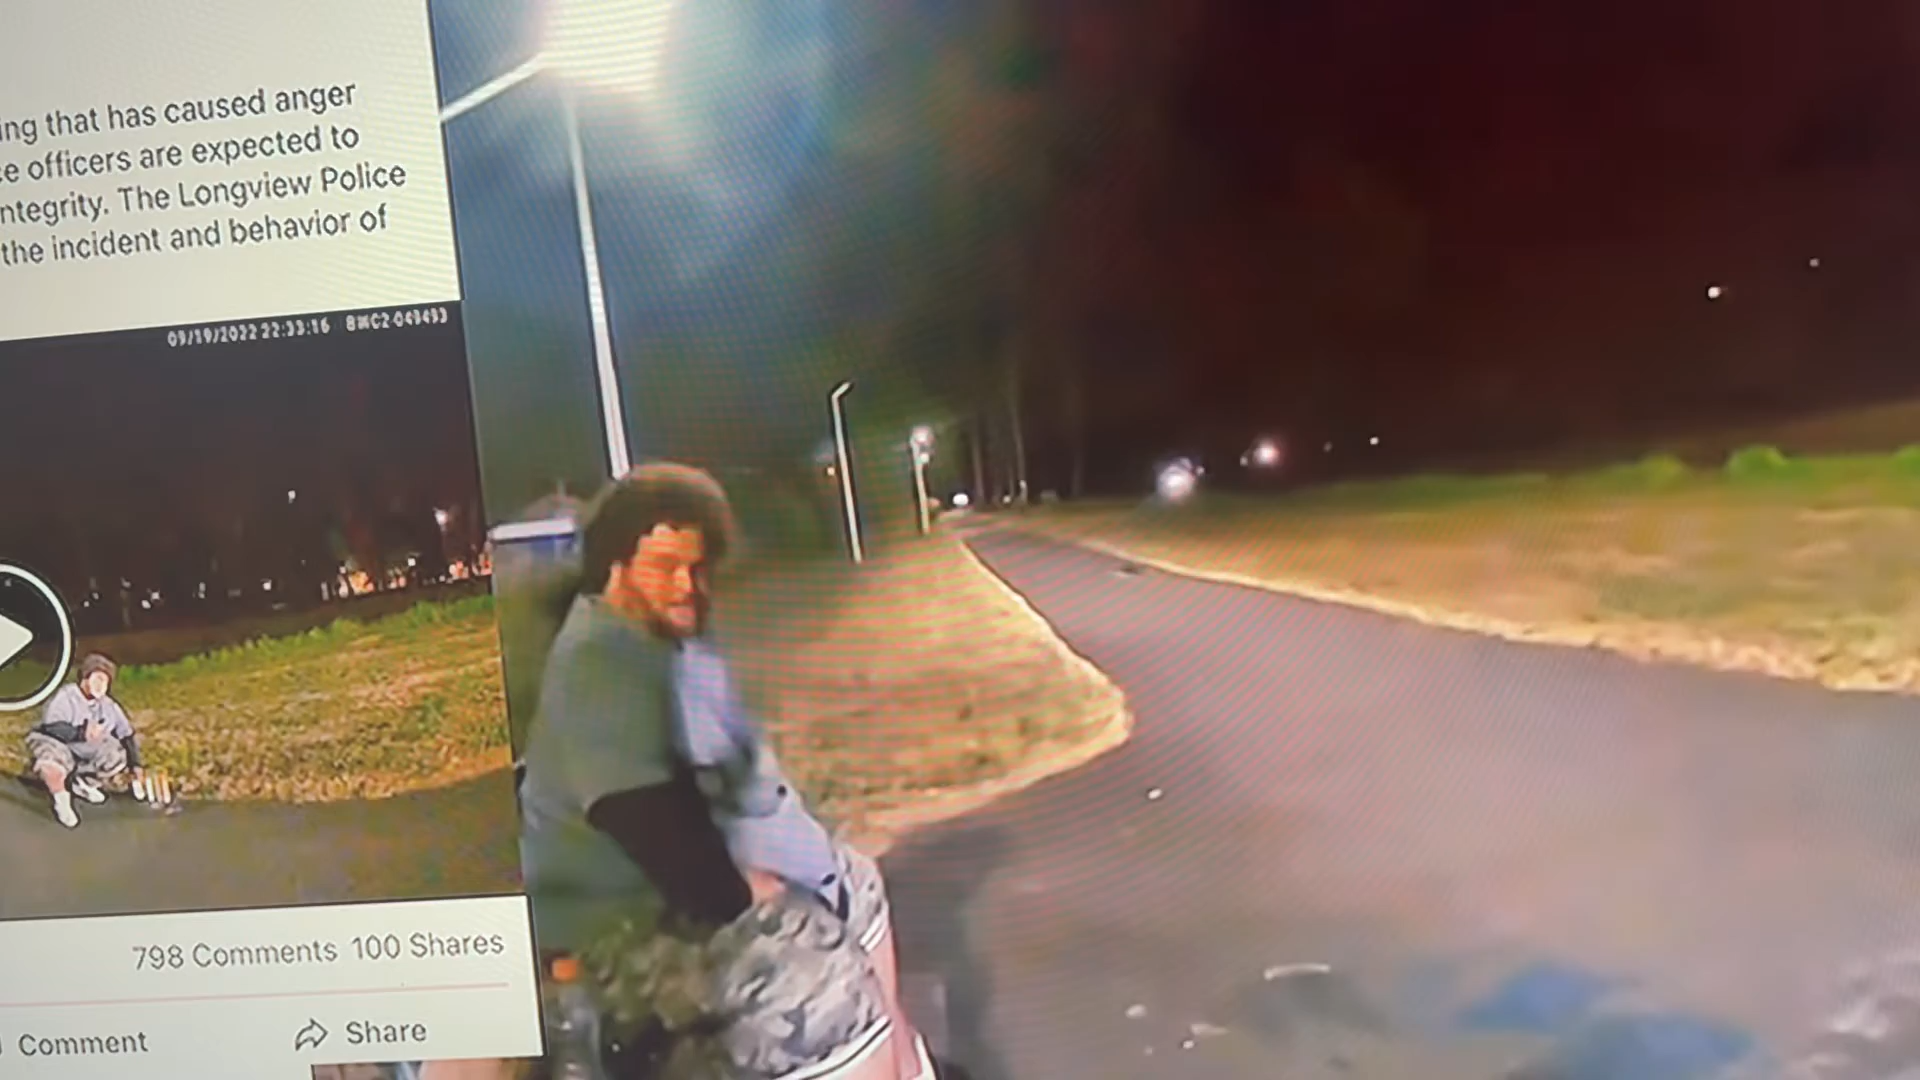 ing that has caused anger
e officers are expected to
ntegrity. The Longview Police
the incident and behavior of
09/19/2022 22:33:16 8MC2-049493
798 Comments 100 Shares
Comment
Share